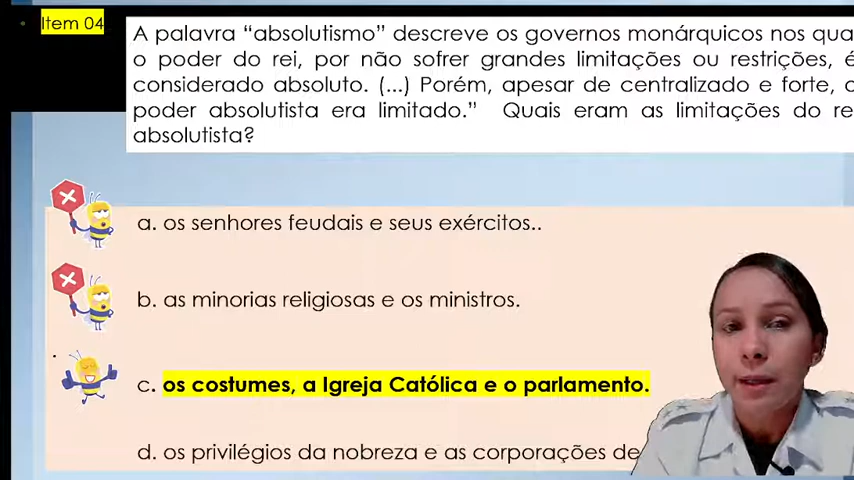 Item 04
A palavra “absolutismo” descreve os governos monárquicos nos qua
o poder do rei, por não sofrer grandes limitações ou restrições, é
considerado absoluto. (...) Porém, apesar de centralizado e forte, o
poder absolutista era limitado.” Quais eram as limitações do re
absolutista?
a. os senhores feudais e seus exércitos..
b. as minorias religiosas e os ministros.
c. os costumes, a Igreja Católica e o parlamento.
d. os privilégios da nobreza e as corporações de